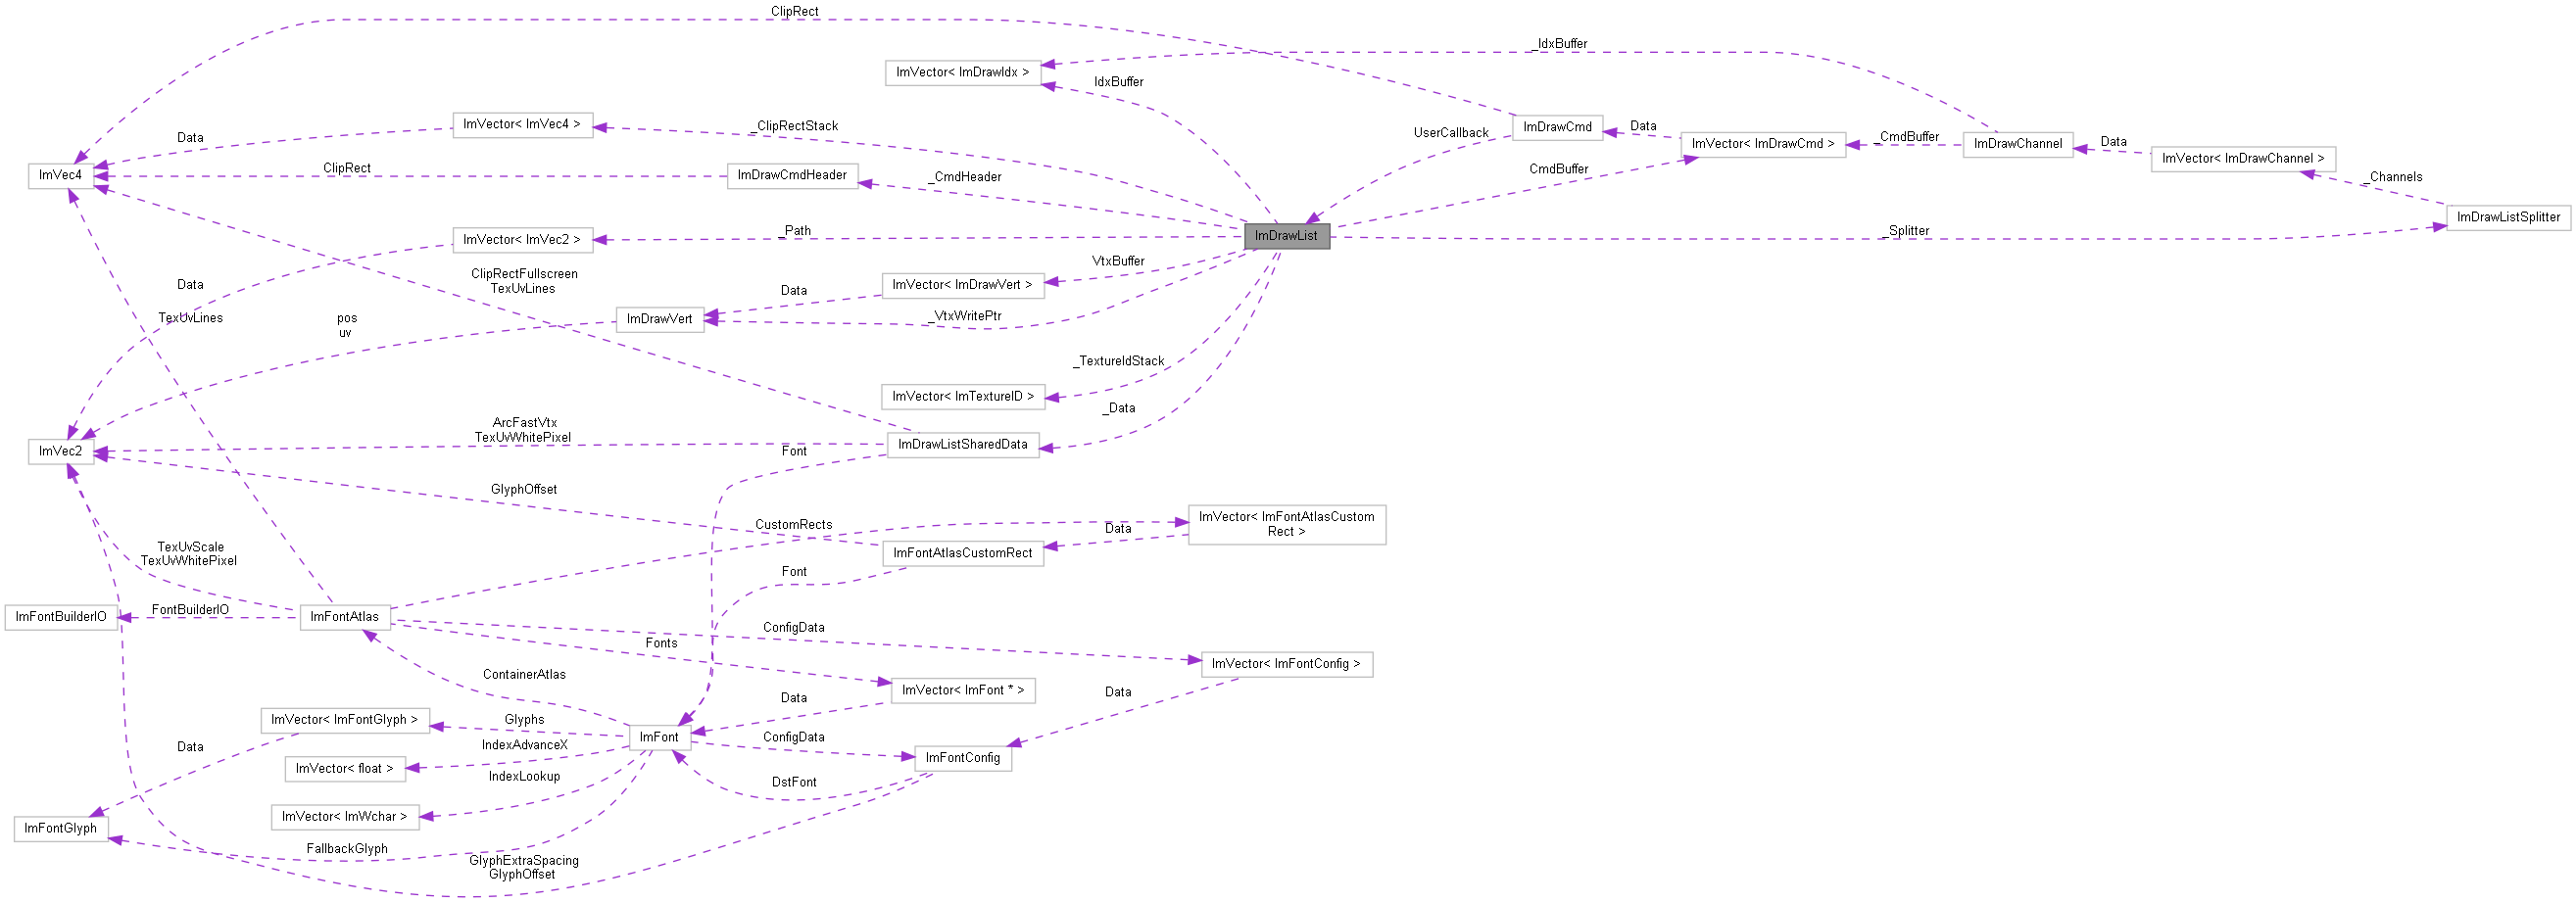 ClipRect
_IdxBuffer
ImVector< ImDrawIdx >
IdxBuffer
ImVector< ImVec4 >
_ClipRectStack
UserCallback
ImDrawCmd
Data
ImVector< ImDrawCmd >
_CmdBuffer
ImDrawChannel
Data
ImVector< ImDrawChannel >
Data
ImVec4
ClipRect
ImDrawCmdHeader
_CmdHeader
CmdBuffer
_Channels
ImDrawListSplitter
ImVector< ImVec2 >
_Path
ImDrawList
_Splitter
Data
ClipRectFullscreen
TexUvLines
VtxBuffer
ImVector< ImDrawVert >
Data
TexUvLines
pos
uv
ImDrawVert
_VtxWritePtr
_TextureIdStack
ImVector< ImTextureID >
_Data
ArcFastVtx
TexUvWhitePixel
ImDrawListSharedData
ImVec2
Font
GlyphOffset
CustomRects
ImVector< ImFontAtlasCustom
Rect >
Data
ImFontAtlasCustomRect
TexUvScale
TexUvWhitePixel
Font
ImFontBuilderIO
FontBuilderIO
ImFontAtlas
ConfigData
Fonts
ImVector< ImFontConfig >
ContainerAtlas
ImVector< ImFont * >
Data
Data
ImVector< ImFontGlyph >
Glyphs
ImFont
ConfigData
ImFontConfig
Data
IndexAdvanceX
ImVector< float >
IndexLookup
DstFont
ImVector< ImWchar >
ImFontGlyph
FallbackGlyph
GlyphExtraSpacing
GlyphOffset